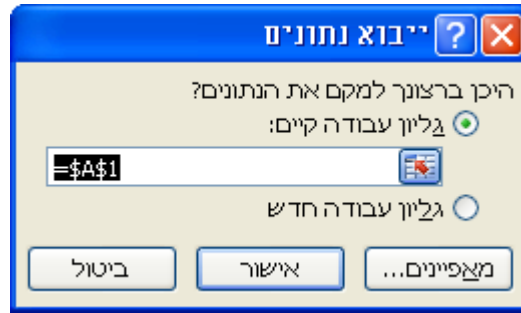 ייבוא נתונים
היכן ברצונך למקם את הנתונים?
גליון עבודה קיים:
=$A$1
גליון עבודה חדש
מאפיינים... אישור ביטול